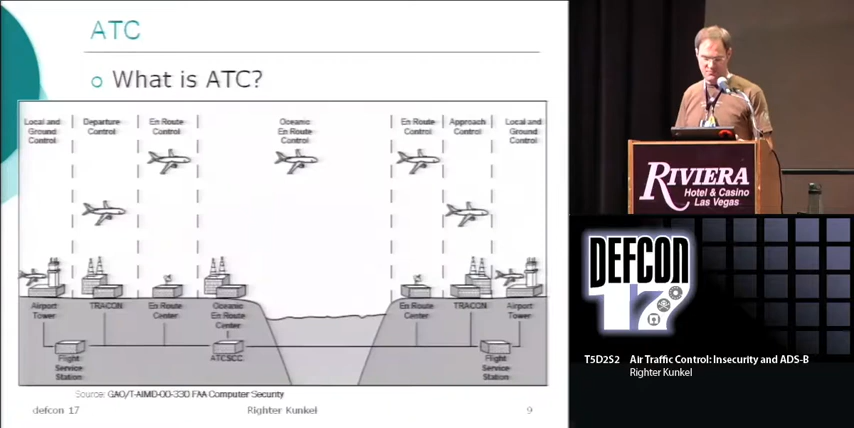 ATC
What is ATC?
Local and
Ground
Control
Departure
Control
En Route
Control
Oceanic
En Route
Control
En Route
Control
Approach
Control
Local and
Ground
Control
Airport
Tower
TRACON
En Route
Center
Oceanic
En Route
Center
En Route
Center
TRACON
Airport
Tower
Flight
Service
Station
ATCSCC
Flight
Service
Station
Source: GAO/T-AIMD-00-330 FAA Computer Security
defcon 17
Righter Kunkel
9
RIVIERA
Hotel & Casino
Las Vegas
DEFCON
17
T5D2S2 Air Traffic Control: Insecurity and ADS-B
Righter Kunkel